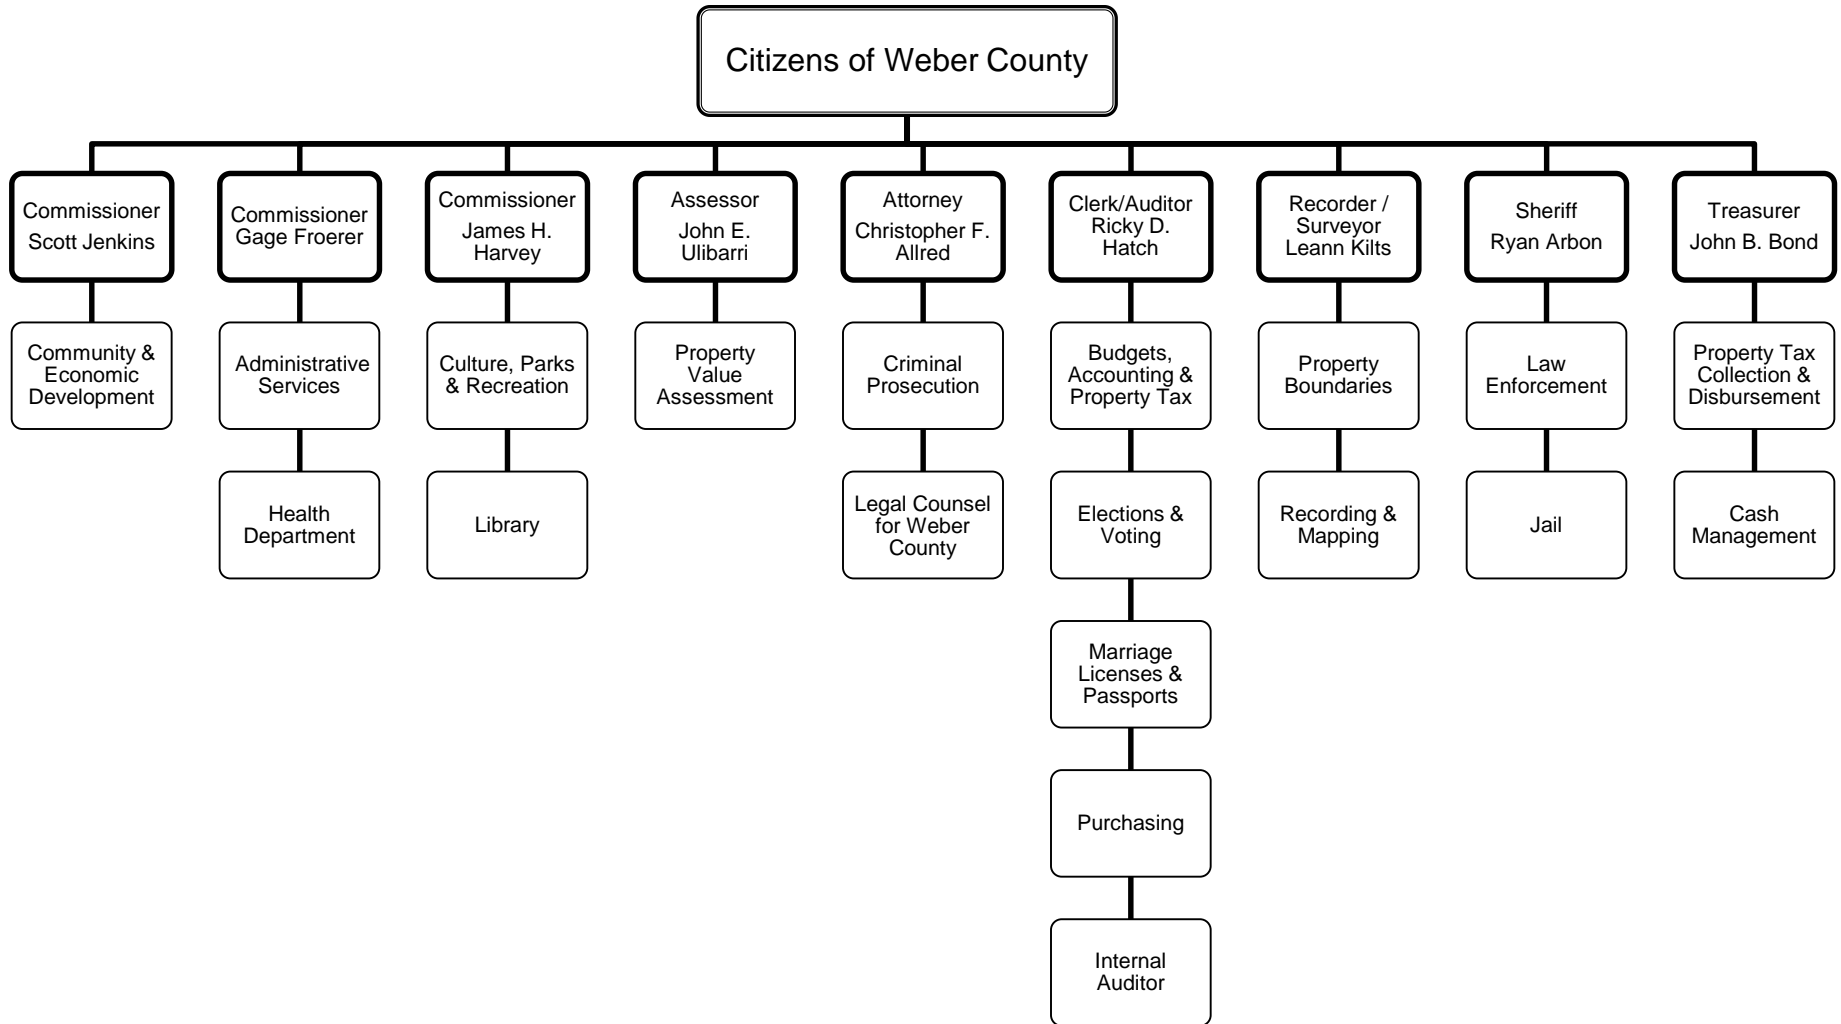 Citizens of Weber County
Commissioner
Scott Jenkins
Commissioner
Gage Froerer
Commissioner
James H.
Harvey
Assessor
John E.
Ulibarri
Attorney
Christopher F.
Allred
Clerk/Auditor
Ricky D.
Hatch
Recorder /
Surveyor
Leann Kilts
Sheriff
Ryan Arbon
Treasurer
John B. Bond
Community &
Economic
Development
Administrative
Services
Culture, Parks
& Recreation
Property
Value
Assessment
Criminal
Prosecution
Budgets,
Accounting &
Property Tax
Property
Boundaries
Law
Enforcement
Property Tax
Collection &
Disbursement
Health
Department
Library
Legal Counsel
for Weber
County
Elections &
Voting
Recording &
Mapping
Jail
Cash
Management
Marriage
Licenses &
Passports
Purchasing
Internal
Auditor